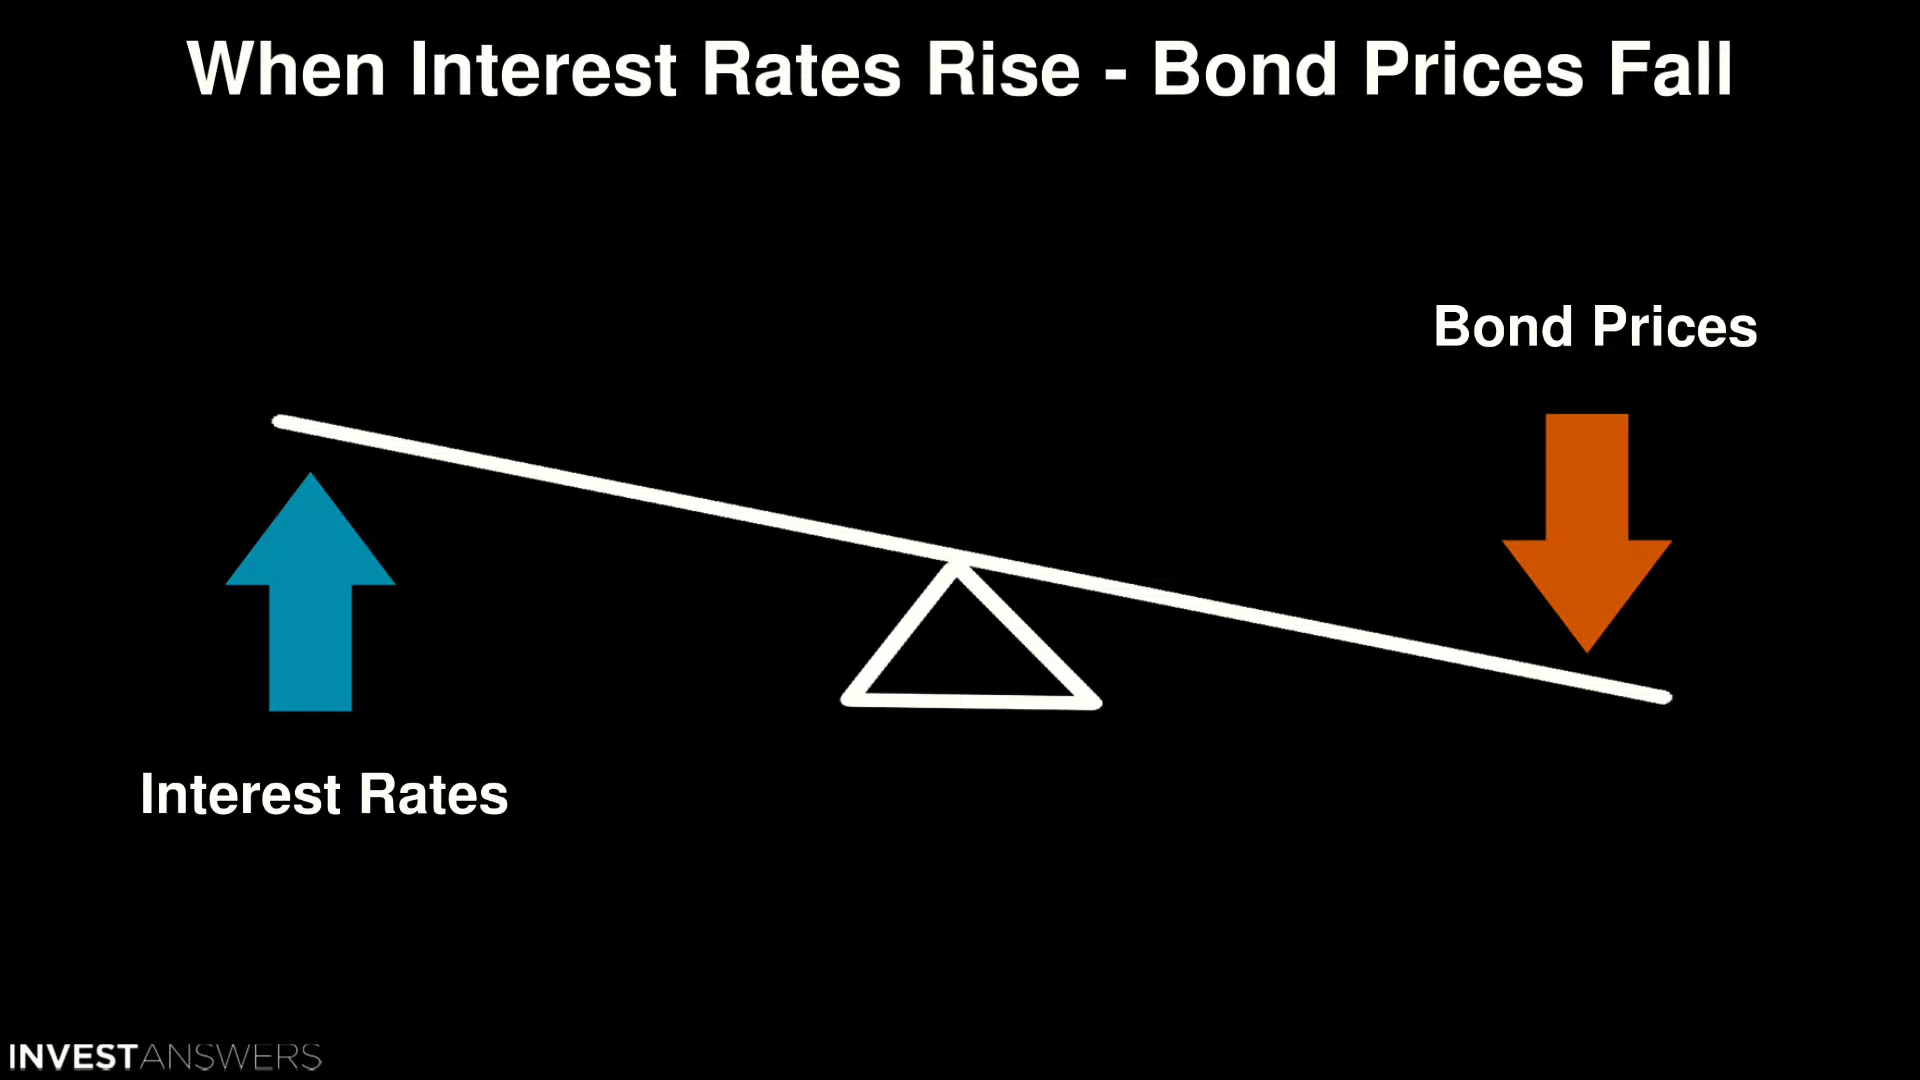 When Interest Rates Rise - Bond Prices Fall
Bond Prices
Interest Rates
INVESTANSWERS